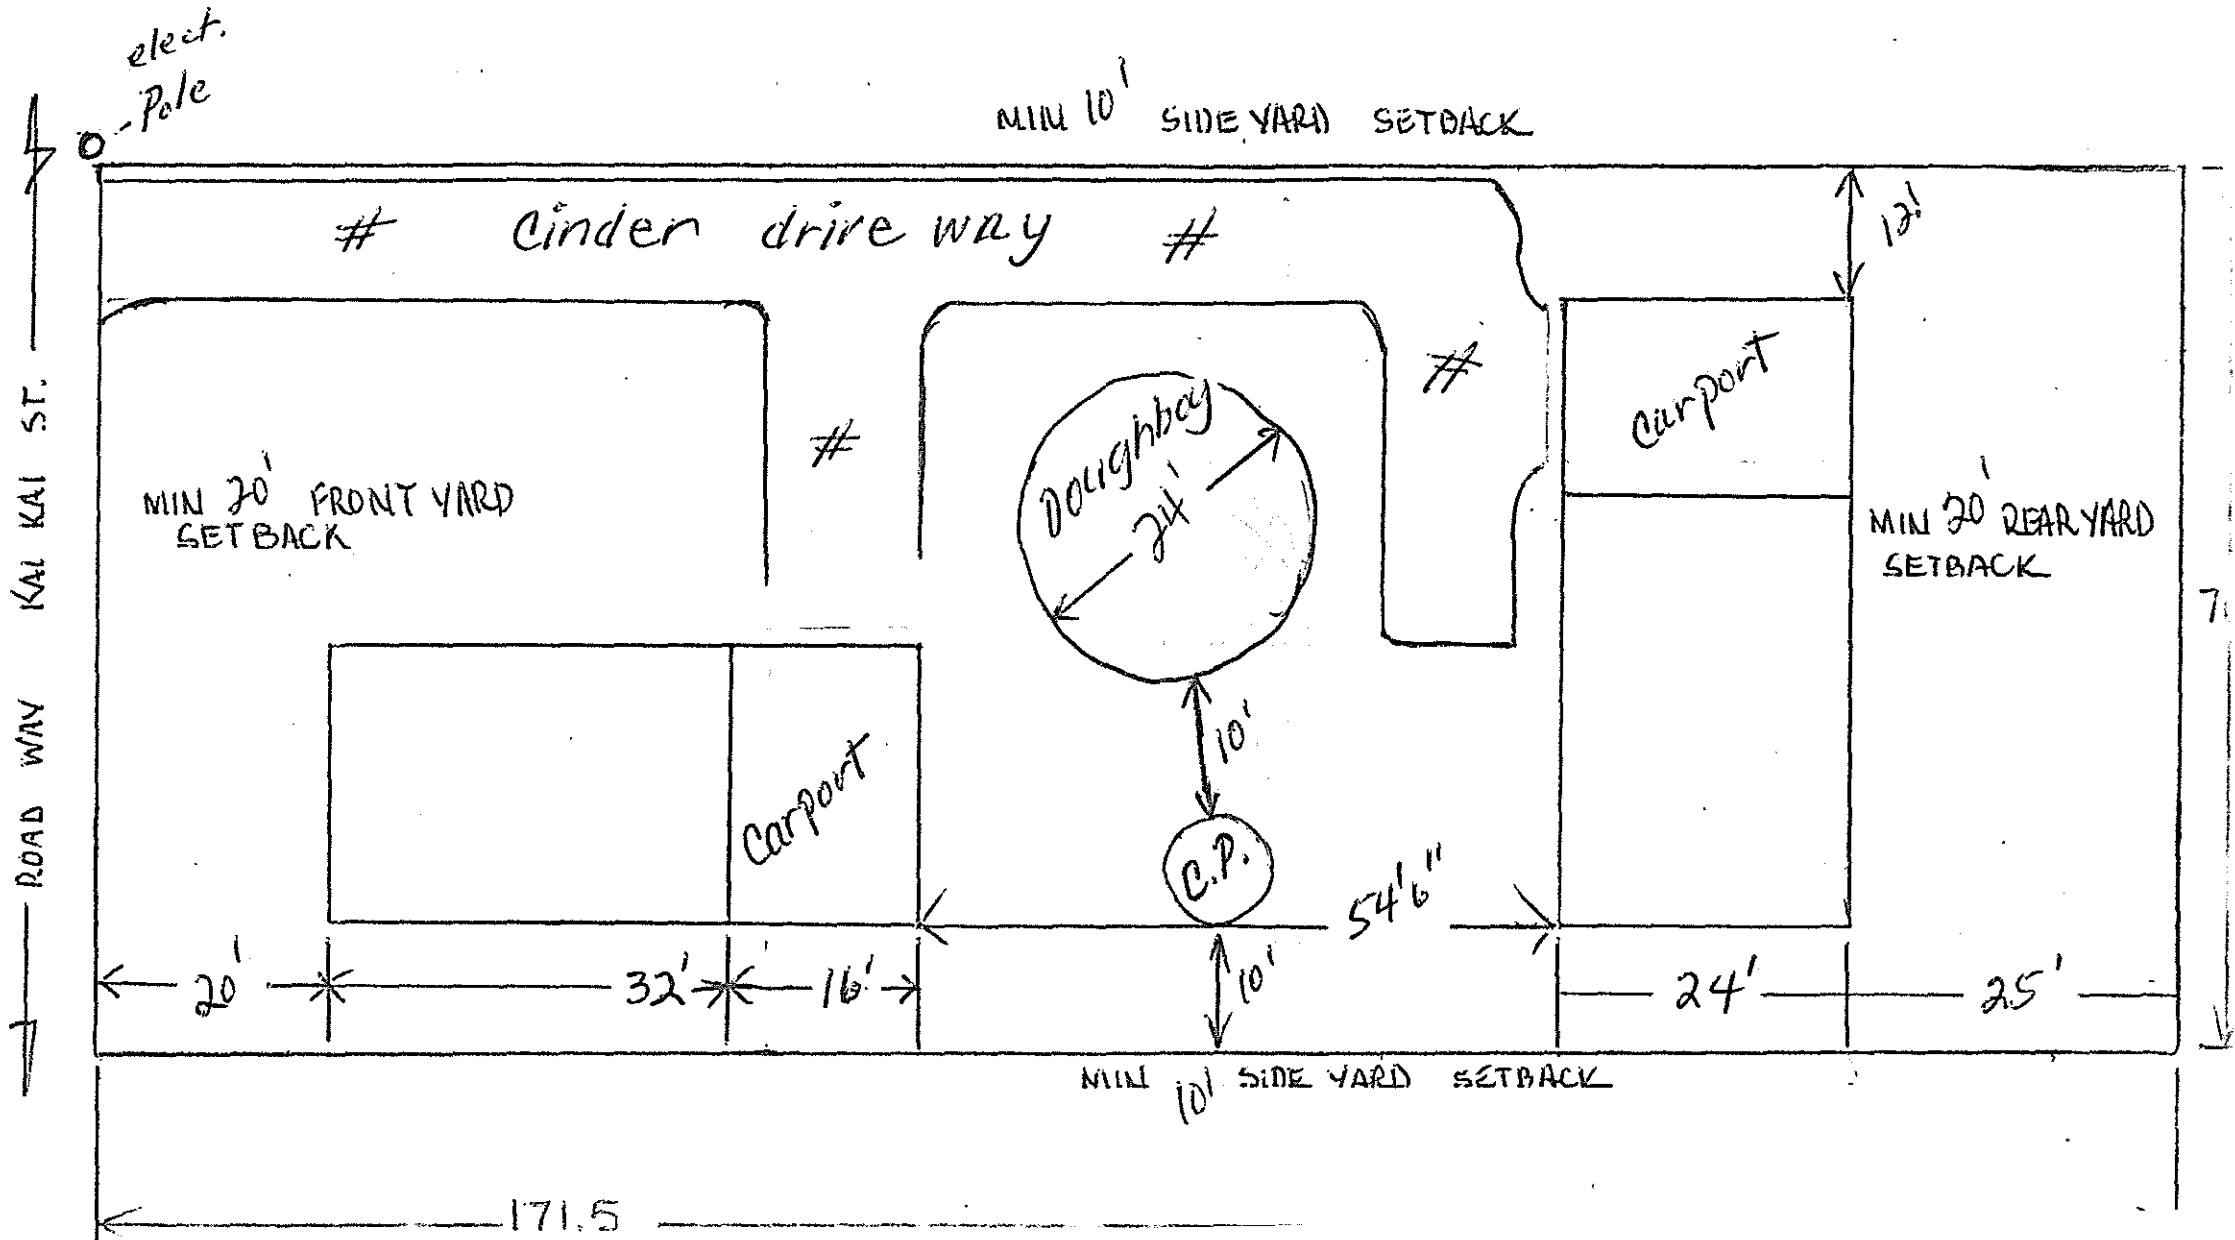 elect.
Pole
MIN 10' SIDE YARD SETBACK
# Cinder drive way #
12'
Carport
#
#
Doughboy
24'
MIN 20' FRONT YARD
SETBACK
MIN 20' REAR YARD
SETBACK
ROAD WAY KAI KAI ST.
Carport
10'
C.P.
54'6"
20'
32'
16'
10'
24'
25'
MIN 10' SIDE YARD SETBACK
171.5